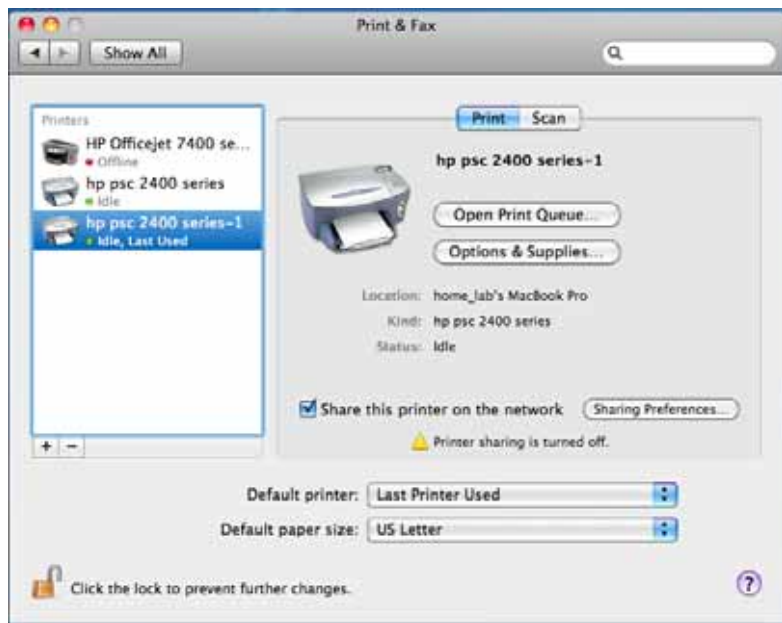 Print & Fax
Show All
Printers
HP Officejet 7400 se...
Offline
hp psc 2400 series
Idle
hp psc 2400 series-1
Idle, Last Used
+ −
Print Scan
hp psc 2400 series-1
Open Print Queue...
Options & Supplies...
Location: home_lab's MacBook Pro
Kind: hp psc 2400 series
Status: Idle
Share this printer on the network Sharing Preferences...
Printer sharing is turned off.
Default printer: Last Printer Used
Default paper size: US Letter
Click the lock to prevent further changes.
?